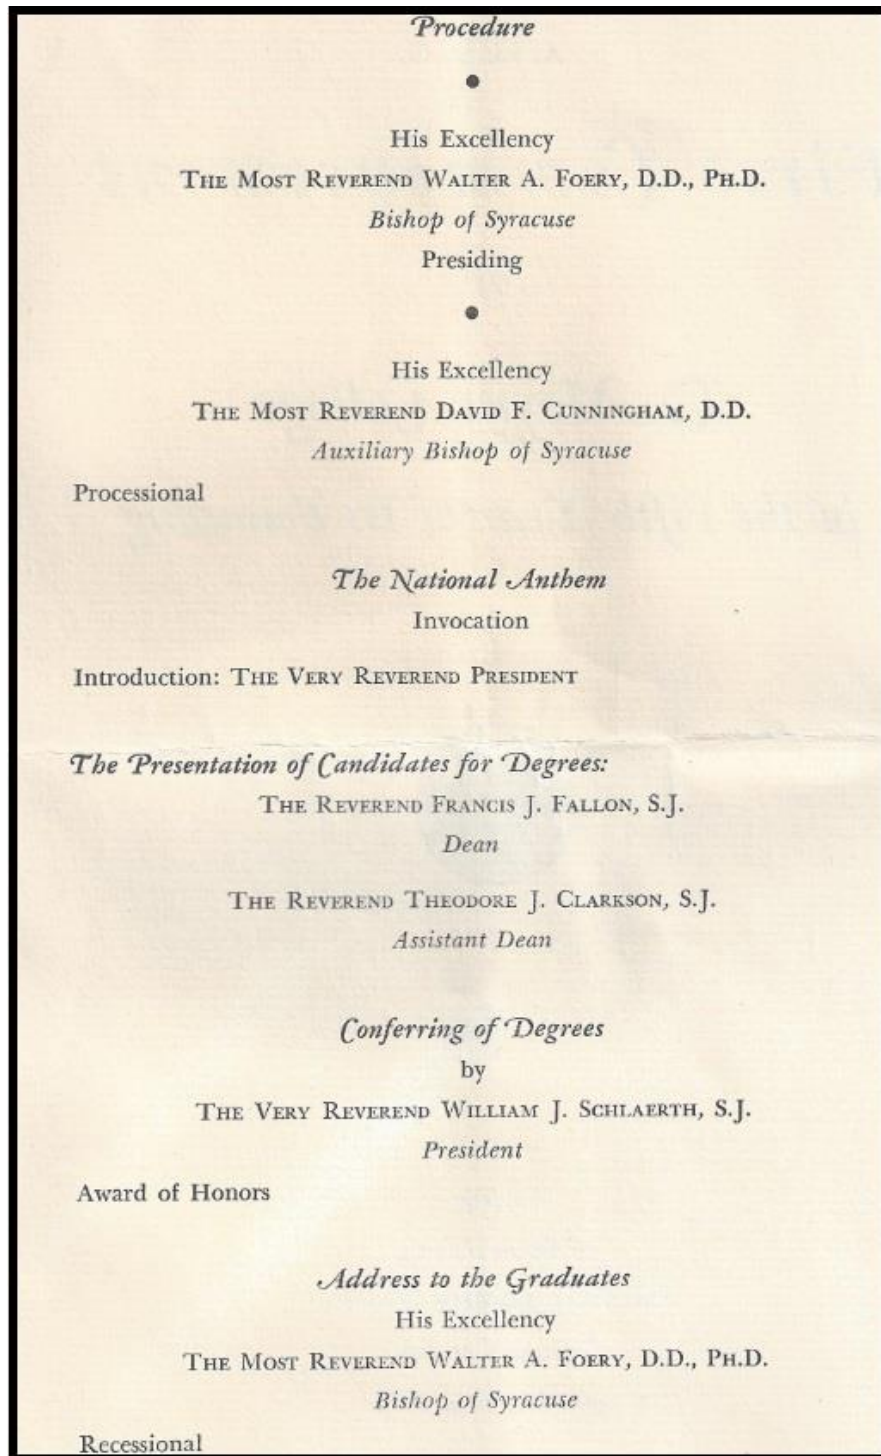 Procedure
•
His Excellency
THE MOST REVEREND WALTER A. FOERY, D.D., PH.D.
Bishop of Syracuse
Presiding
•
His Excellency
THE MOST REVEREND DAVID F. CUNNINGHAM, D.D.
Auxiliary Bishop of Syracuse
Processional
The National Anthem
Invocation
Introduction: THE VERY REVEREND PRESIDENT
The Presentation of Candidates for Degrees:
THE REVEREND FRANCIS J. FALLON, S.J.
Dean
THE REVEREND THEODORE J. CLARKSON, S.J.
Assistant Dean
Conferring of Degrees
by
THE VERY REVEREND WILLIAM J. SCHLAERTH, S.J.
President
Award of Honors
Address to the Graduates
His Excellency
THE MOST REVEREND WALTER A. FOERY, D.D., PH.D.
Bishop of Syracuse
Recessional